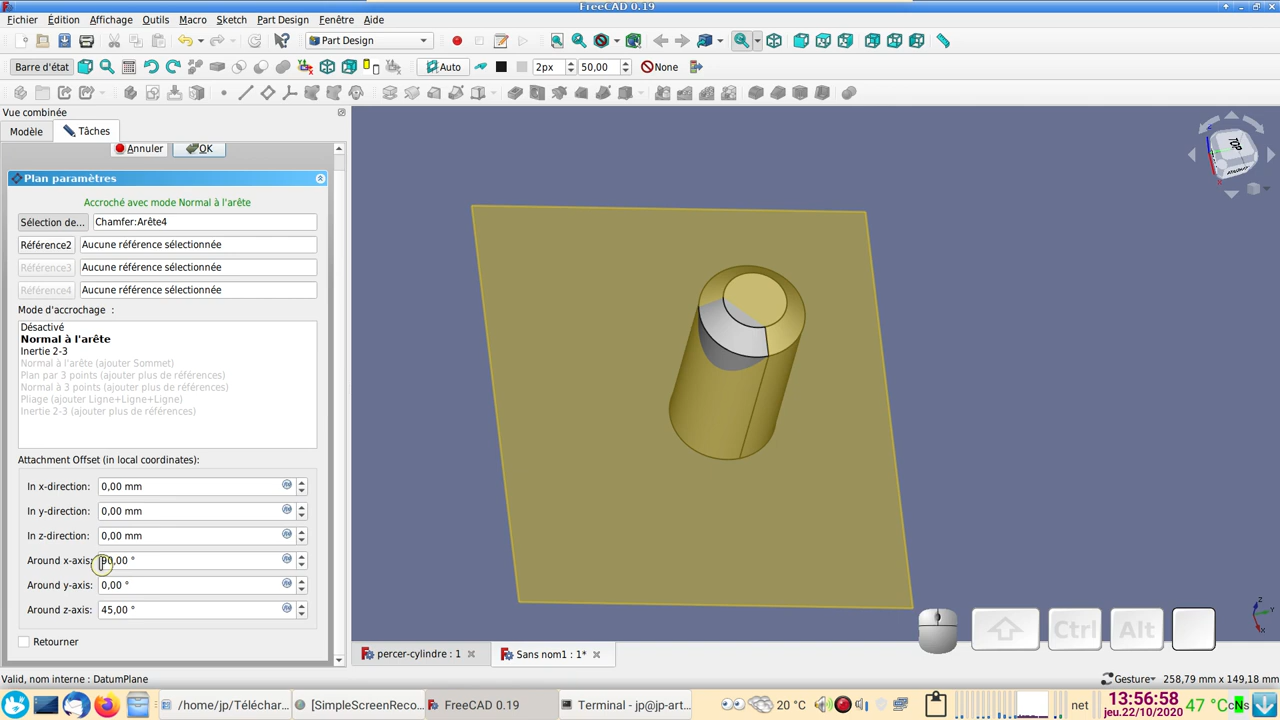 FreeCAD 0.19
Fichier Édition Affichage Outils Macro Sketch Part Design Fenêtre Aide
Part Design
Barre d'état
Auto
2px
50,00
None
Vue combinée
Modèle
Tâches
Annuler
OK
Plan paramètres
Accroché avec mode Normal à l'arête
Sélection de... Chamfer:Arête4
Référence2 Aucune référence sélectionnée
Référence3 Aucune référence sélectionnée
Référence4 Aucune référence sélectionnée
Mode d'accrochage :
Désactivé
Normal à l'arête
Inertie 2-3
Normal à l'arête (ajouter Sommet)
Plan par 3 points (ajouter plus de références)
Normal à 3 points (ajouter plus de références)
Pliage (ajouter Ligne+Ligne+Ligne)
Inertie 2-3 (ajouter plus de références)
Attachment Offset (in local coordinates):
In x-direction: 0,00 mm
In y-direction: 0,00 mm
In z-direction: 0,00 mm
Around x-axis: 90,00 °
Around y-axis: 0,00 °
Around z-axis: 45,00 °
Retourner
TOP
Ctrl
Alt
percer-cylindre : 1
Sans nom1 : 1*
Valid, nom interne : DatumPlane
Gesture
258,79 mm x 149,18 mm
/home/jp/Téléchar...
[SimpleScreenReco...
FreeCAD 0.19
Terminal - jp@jp-art...
20 °C
net
13:56:58
jeu.22/10/2020
47 °C